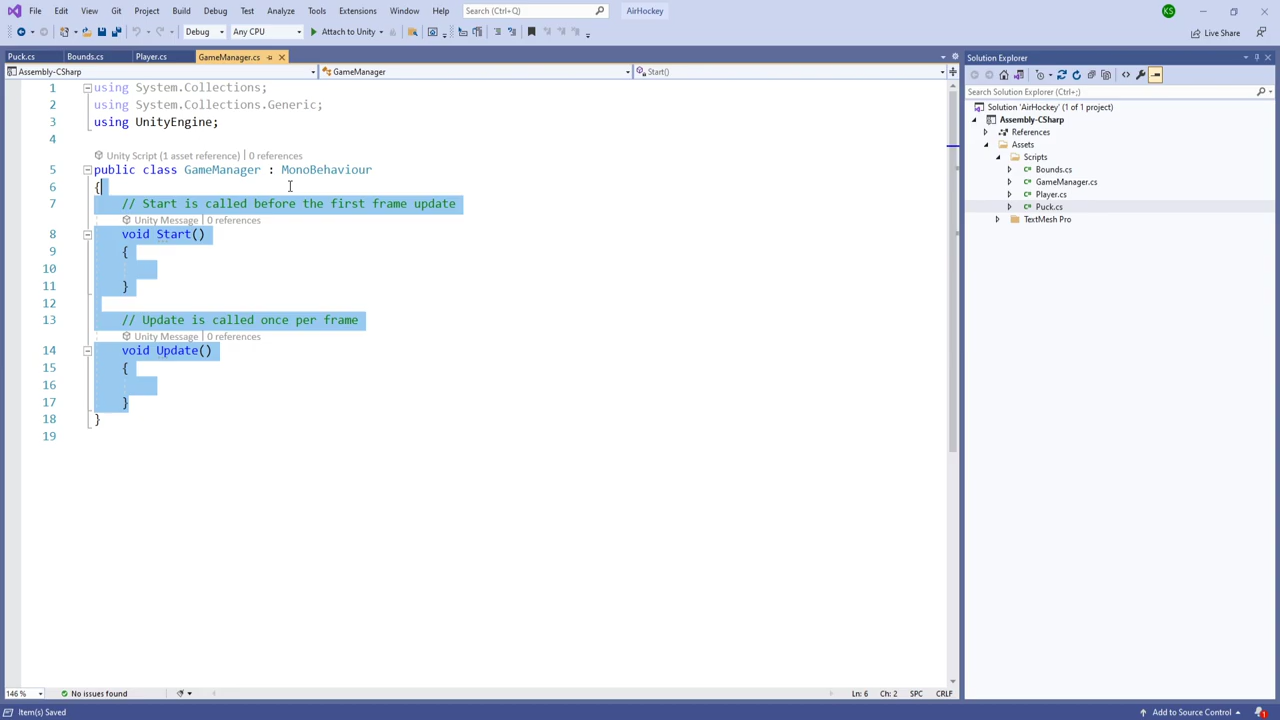 File Edit View Git Project Build Debug Test Analyze Tools Extensions Window Help Search (Ctrl+Q) AirHockey KS
Debug Any CPU Attach to Unity Live Share
Puck.cs Bounds.cs Player.cs GameManager.cs
Assembly-CSharp GameManager Start()
1 using System.Collections;
2 using System.Collections.Generic;
3 using UnityEngine;
4
Unity Script (1 asset reference) | 0 references
5 public class GameManager : MonoBehaviour
6 {
7 // Start is called before the first frame update
Unity Message | 0 references
8 void Start()
9 {
10
11 }
12
13 // Update is called once per frame
Unity Message | 0 references
14 void Update()
15 {
16
17 }
18 }
19
Solution Explorer
Search Solution Explorer (Ctrl+;)
Solution 'AirHockey' (1 of 1 project)
Assembly-CSharp
References
Assets
Scripts
Bounds.cs
GameManager.cs
Player.cs
Puck.cs
TextMesh Pro
146 % No issues found Ln: 6 Ch: 2 SPC CRLF
Item(s) Saved Add to Source Control 1